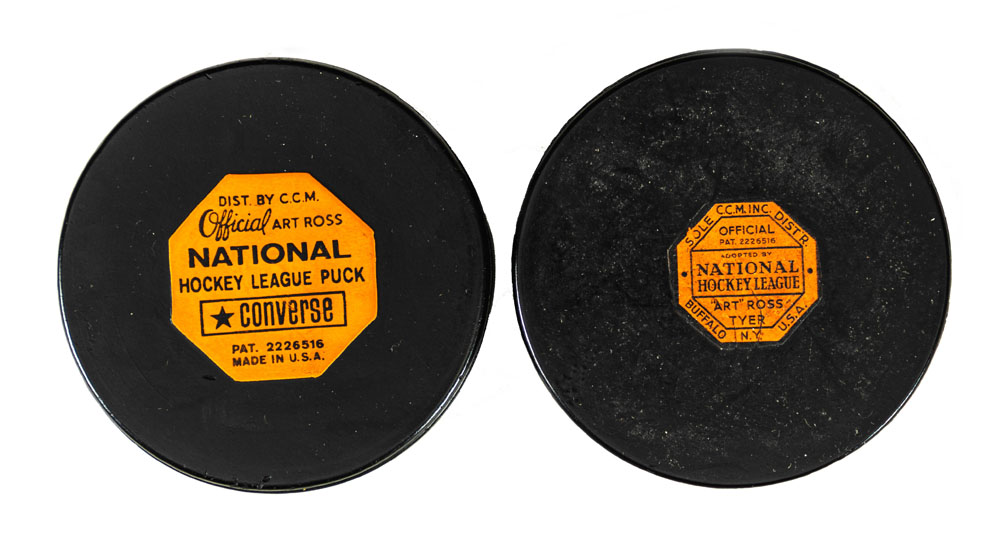 DIST. BY C.C.M.
Official ART ROSS
NATIONAL
HOCKEY LEAGUE PUCK
★ CONVERSE
PAT. 2226516
MADE IN U.S.A.
SOLE C.C.M. INC. DISTR.
OFFICIAL
PAT. 2226516
ADOPTED BY
NATIONAL
HOCKEY LEAGUE
"ART" ROSS
TYER
BUFFALO N.Y. U.S.A.